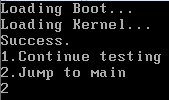 Loading Boot...
Loading Kernel...
Success.
1.Continue testing
2.Jump to main
2